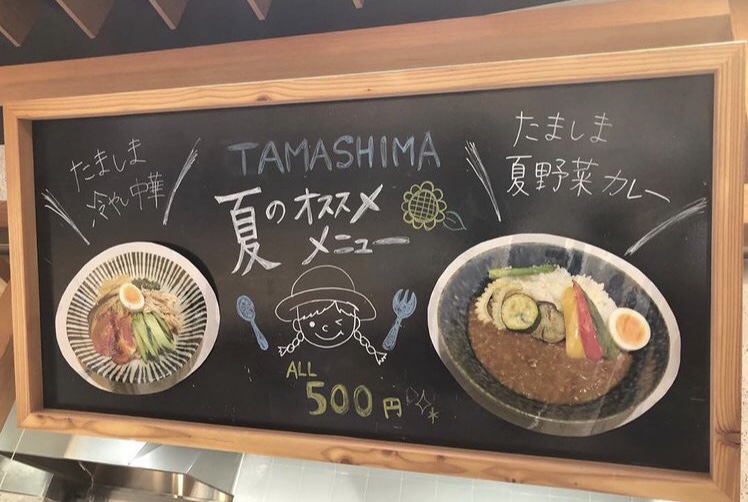 たましま
冷やし中華
TAMASHIMA
夏のオススメ
メニュー
たましま
夏野菜カレー
ALL
500円